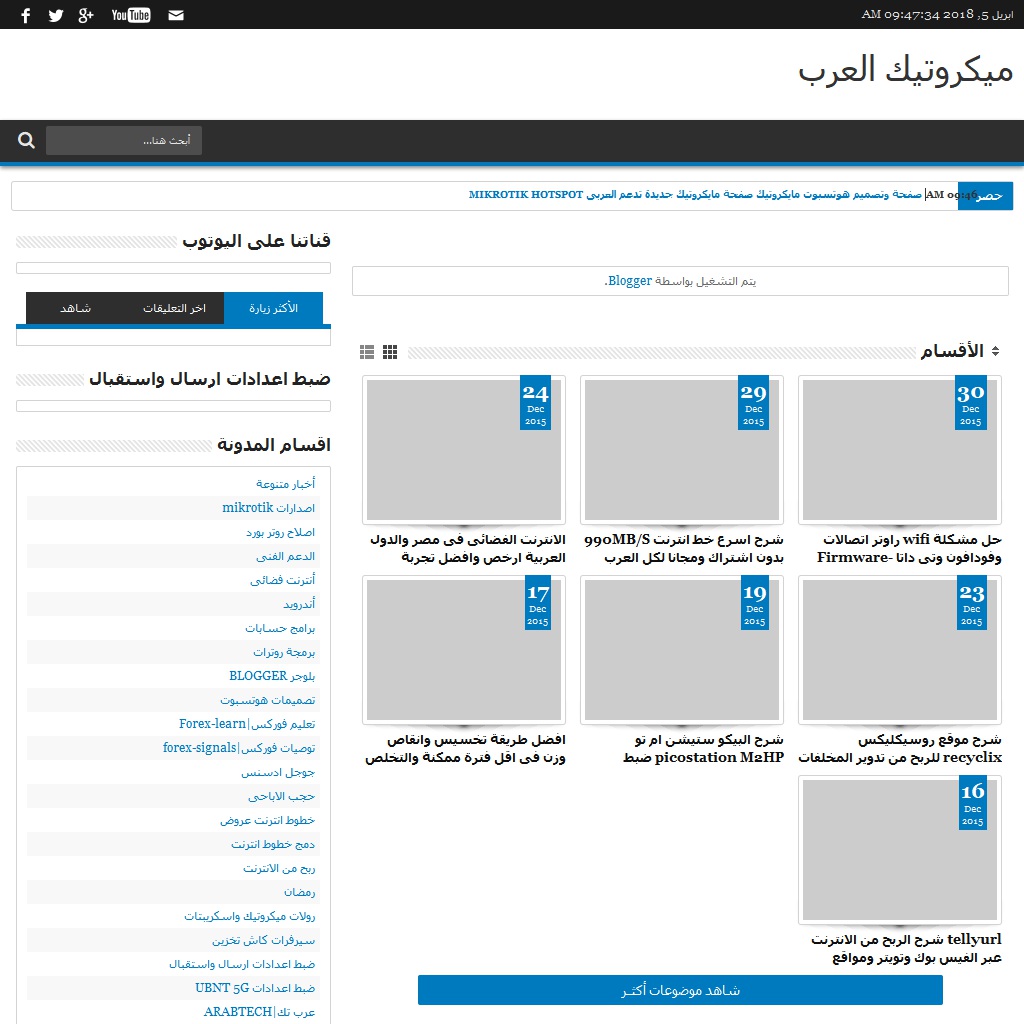 ابريل 5, 2018 09:47:34 AM
You Tube
ميكروتيك العرب
أبحث هنا...
حصر
09:46 AM
صفحة وتصميم هوتسبوت مايكروتيك صفحة مايكروتيك جديدة تدعم العربى MIKROTIK HOTSPOT
يتم التشغيل بواسطة Blogger.
الأقسام
30
Dec
2015
حل مشكلة wifi راوتر اتصالات
وفودافون وتى داتا Firmware-
29
Dec
2015
شرح اسرع خط انترنت 990MB/S
بدون اشتراك ومجانا لكل العرب
24
Dec
2015
الانترنت الفضائى فى مصر والدول
العربية ارخص وافضل تجربة
23
Dec
2015
شرح موقع روسيكليكس
recyclix للربح من تدوير المخلفات
19
Dec
2015
شرح البيكو ستيشن ام تو
picostation M2HP ضبط
17
Dec
2015
افضل طريقة تخسيس وانقاص
وزن فى اقل فترة ممكنة والتخلص
16
Dec
2015
tellyurl شرح الربح من الانترنت
عبر الفيس بوك وتويتر ومواقع
شاهد موضوعات أكثـر
قناتنا على اليوتوب
الأكثر زيارة
اخر التعليقات
شاهد
ضبط اعدادات ارسال واستقبال
اقسام المدونة
أخبار متنوعة
اصدارات mikrotik
اصلاح روتر بورد
الدعم الفنى
أنترنت فضائى
أندرويد
برامج حسابات
برمجة روترات
بلوجر BLOGGER
تصميمات هوتسبوت
تعليم فوركس|Forex-learn
توصيات فوركس|forex-signals
جوجل ادسنس
حجب الاباحى
خطوط انترنت عروض
دمج خطوط انترنت
ربح من الانترنت
رمضان
رولات ميكروتيك واسكريبتات
سيرفرات كاش تخزين
ضبط اعدادات ارسال واستقبال
ضبط اعدادات UBNT 5G
عرب تك|ARABTECH